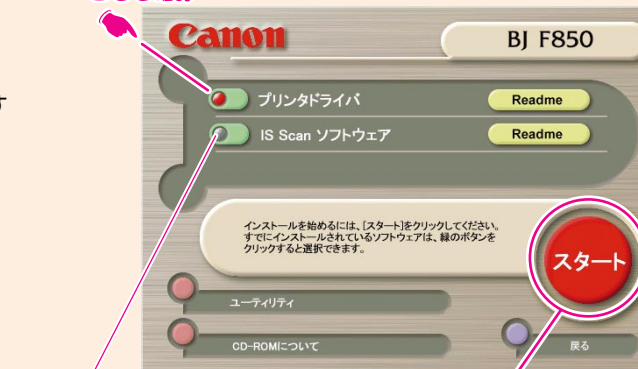 Canon
BJ F850
す
プリンタドライバ
Readme
IS Scan ソフトウェア
Readme
インストールを始めるには、[スタート]をクリックしてください。
すでにインストールされているソフトウェアは、緑のボタンを
クリックすると選択できます。
スタート
ユーティリティ
CD-ROMについて
戻る